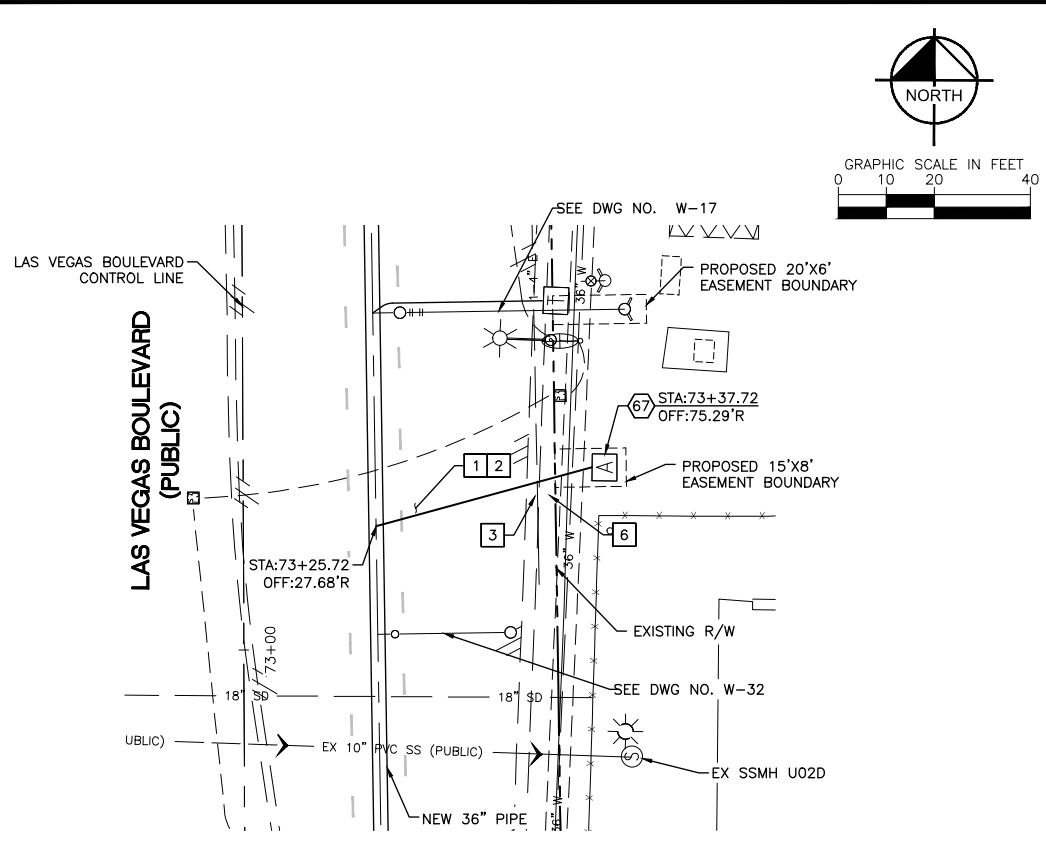 NORTH
GRAPHIC SCALE IN FEET
0 10 20 40
SEE DWG NO. W-17
LAS VEGAS BOULEVARD
CONTROL LINE
1-4" E
36" W
PROPOSED 20'X6'
EASEMENT BOUNDARY
T
LAS VEGAS BOULEVARD
(PUBLIC)
67
STA:73+37.72
OFF:75.29'R
1 2
A
PROPOSED 15'X8'
EASEMENT BOUNDARY
3
6
36" W
STA:73+25.72
OFF:27.68'R
EXISTING R/W
73+00
SEE DWG NO. W-32
18" SD
18" SD
UBLIC)
EX 10" PVC SS (PUBLIC)
S
EX SSMH U02D
36" W
NEW 36" PIPE